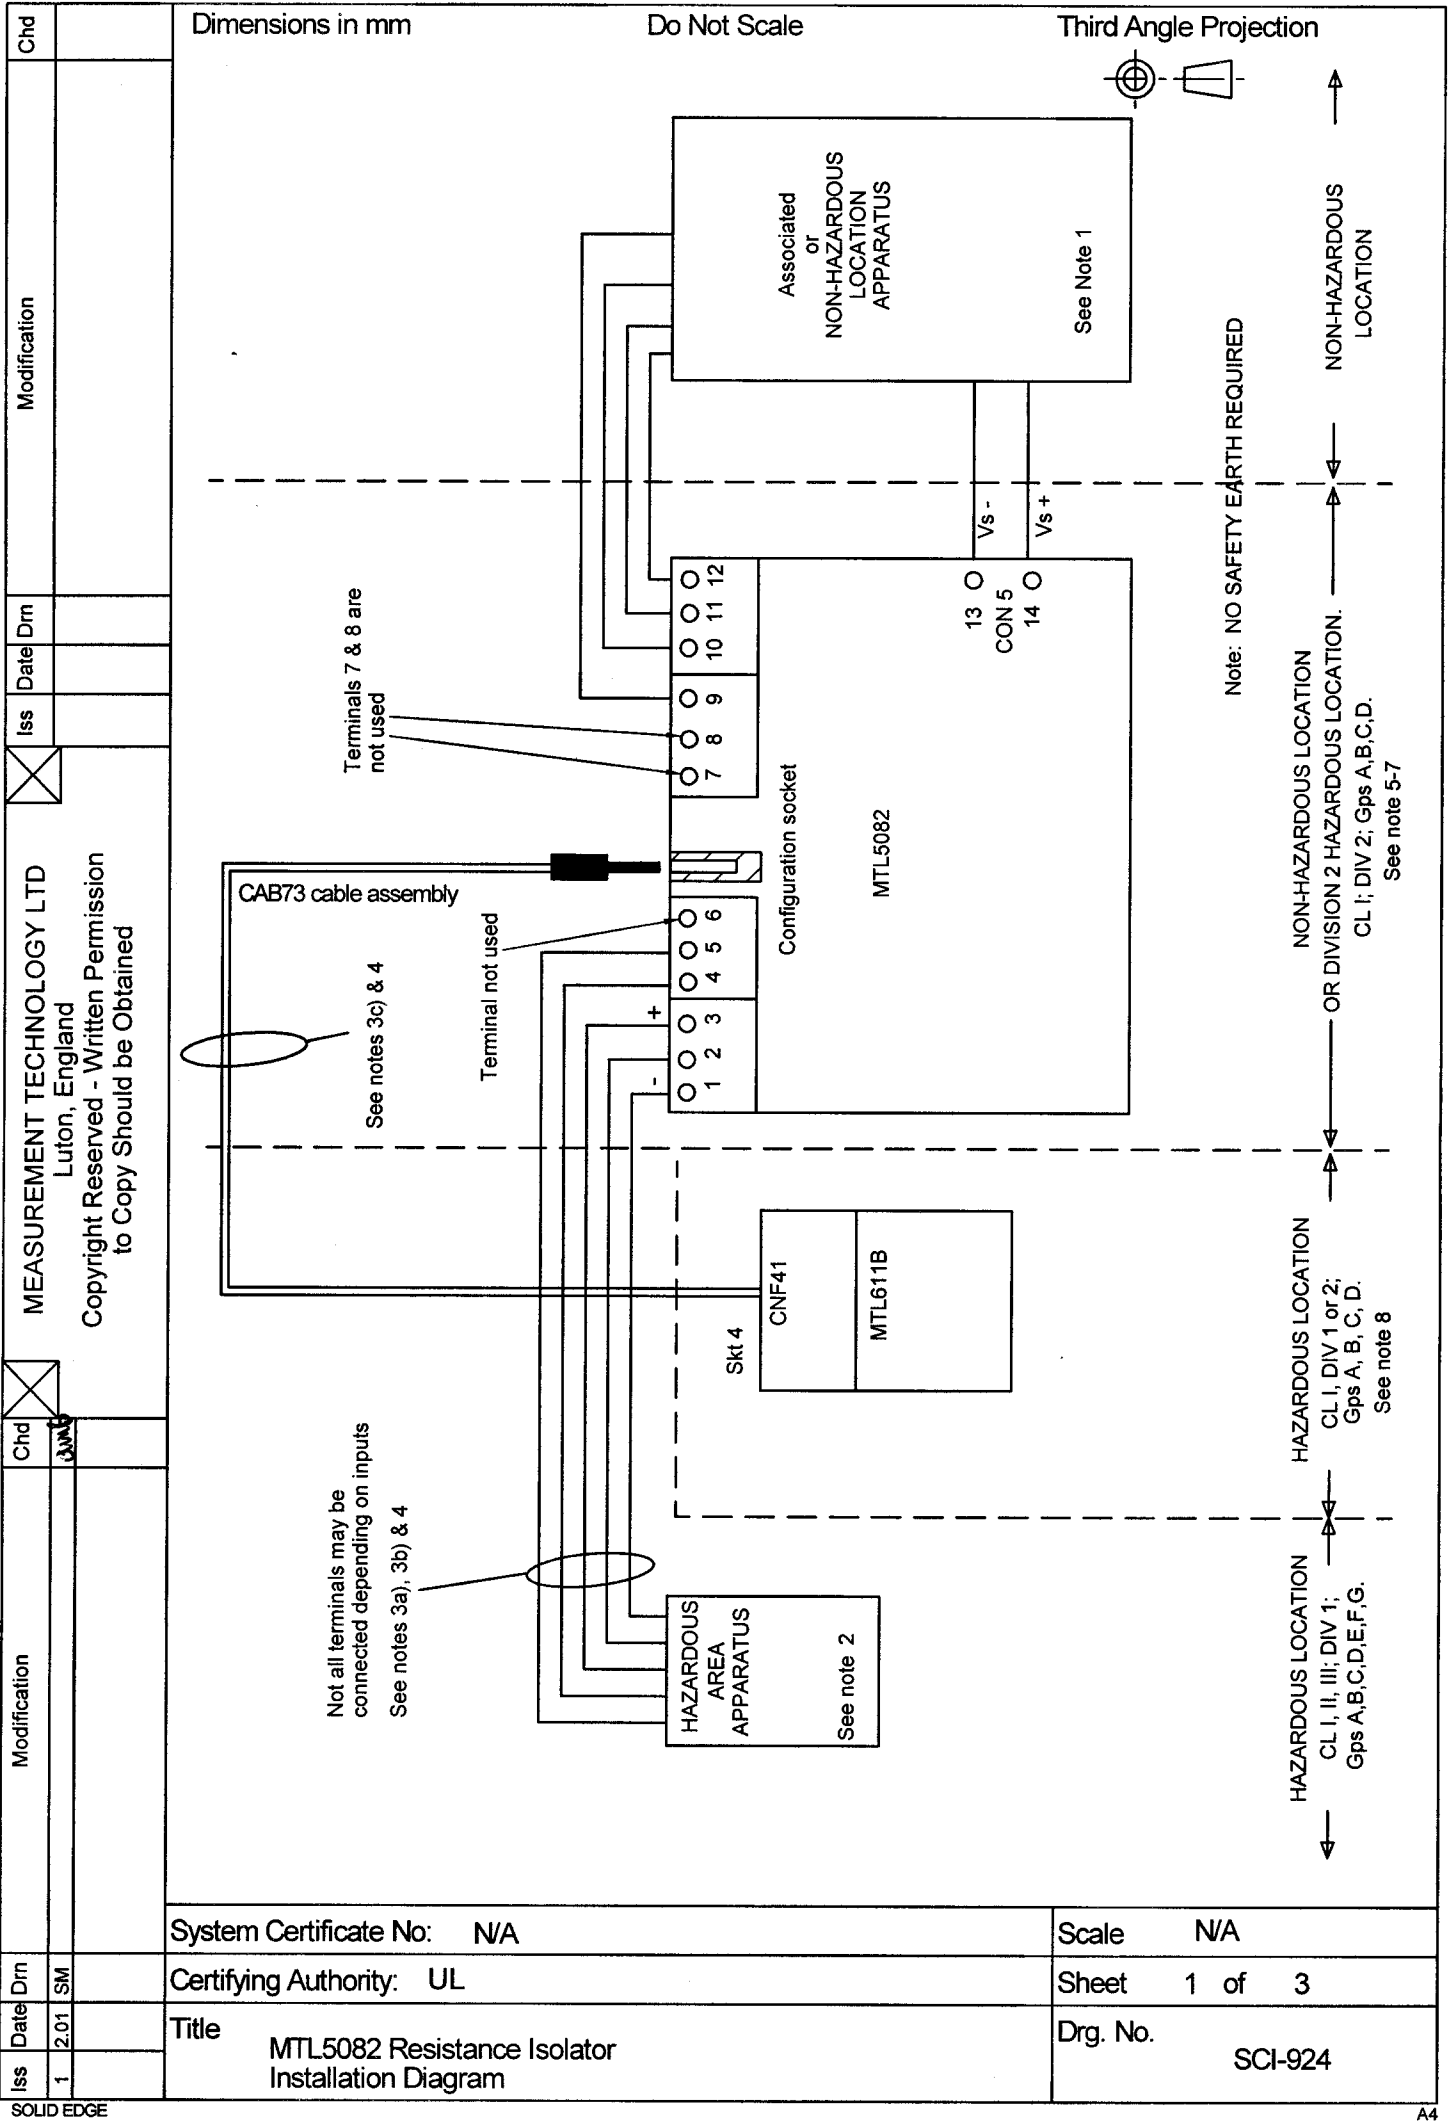 Dimensions in mm
Do Not Scale
Third Angle Projection
Chd
Modification
Iss
Date
Drn
MEASUREMENT TECHNOLOGY LTD
Luton, England
Copyright Reserved - Written Permission
to Copy Should be Obtained
Chd
Modification
Iss
Date
Drn
1
2.01
SM
Associated
or
NON-HAZARDOUS
LOCATION
APPARATUS
See Note 1
Terminals 7 & 8 are
not used
CAB73 cable assembly
See notes 3c) & 4
Terminal not used
Not all terminals may be
connected depending on inputs
See notes 3a), 3b) & 4
- +
1 2 3 4 5 6
7 8 9 10 11 12
Configuration socket
MTL5082
13
CON 5
14
Vs -
Vs +
Skt 4
CNF41
MTL611B
HAZARDOUS
AREA
APPARATUS
See note 2
Note: NO SAFETY EARTH REQUIRED
HAZARDOUS LOCATION
CL I, II, III; DIV 1;
Gps A,B,C,D,E,F,G.
HAZARDOUS LOCATION
CL I, DIV 1 or 2;
Gps A, B, C, D.
See note 8
NON-HAZARDOUS LOCATION
OR DIVISION 2 HAZARDOUS LOCATION.
CL I; DIV 2; Gps A,B,C,D.
See note 5-7
NON-HAZARDOUS
LOCATION
System Certificate No: N/A
Scale N/A
Certifying Authority: UL
Sheet 1 of 3
Title
MTL5082 Resistance Isolator
Installation Diagram
Drg. No.
SCI-924
SOLID EDGE
A4